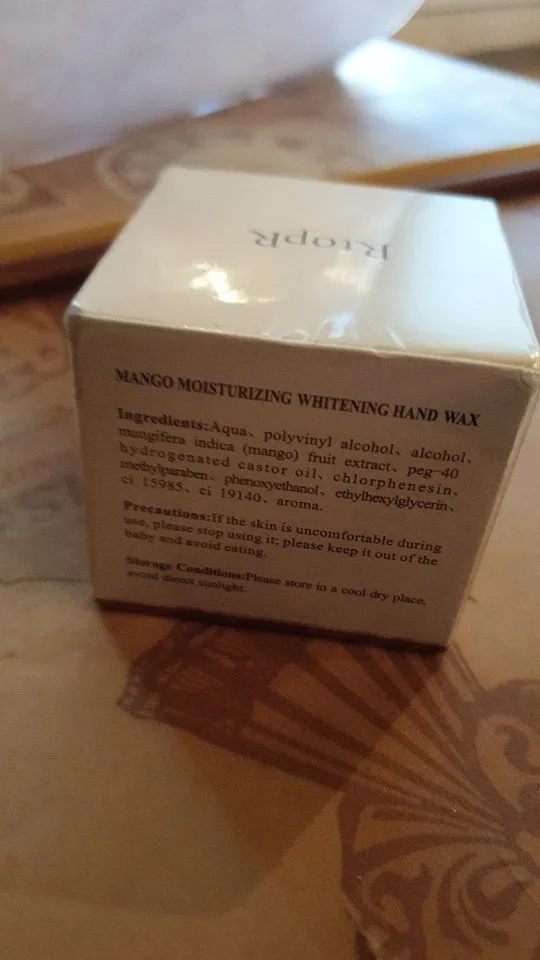 RtopR
MANGO MOISTURIZING WHITENING HAND WAX
Ingredients:Aqua、polyvinyl alcohol、alcohol、
mangifera indica (mango) fruit extract、peg-40
hydrogenated castor oil、chlorphenesin、
methylparaben、phenoxyethanol、ethylhexylglycerin、
ci 15985、ci 19140、aroma.
Precautions:If the skin is uncomfortable during
use, please stop using it; please keep it out of the
baby and avoid eating.
Storage Conditions:Please store in a cool dry place,
avoid direct sunlight.